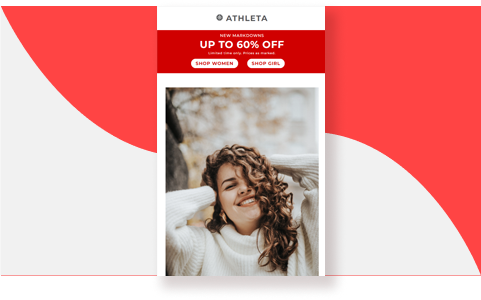 ATHLETA
NEW MARKDOWNS
UP TO 60% OFF
Limited time only. Prices as marked.
SHOP WOMEN
SHOP GIRL